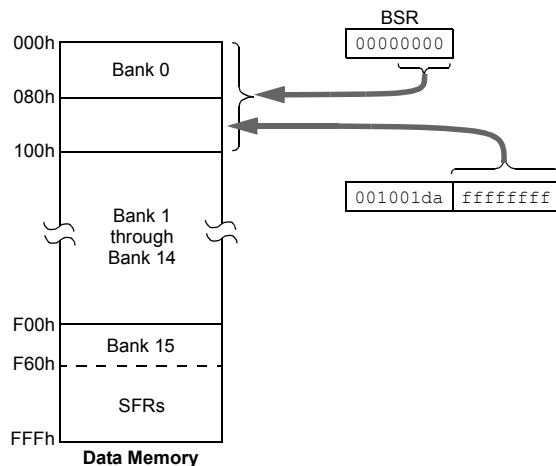 BSR
00000000
000h
Bank 0
080h
100h
001001da ffffffff
Bank 1
through
Bank 14
F00h
Bank 15
F60h
SFRs
FFFh
Data Memory